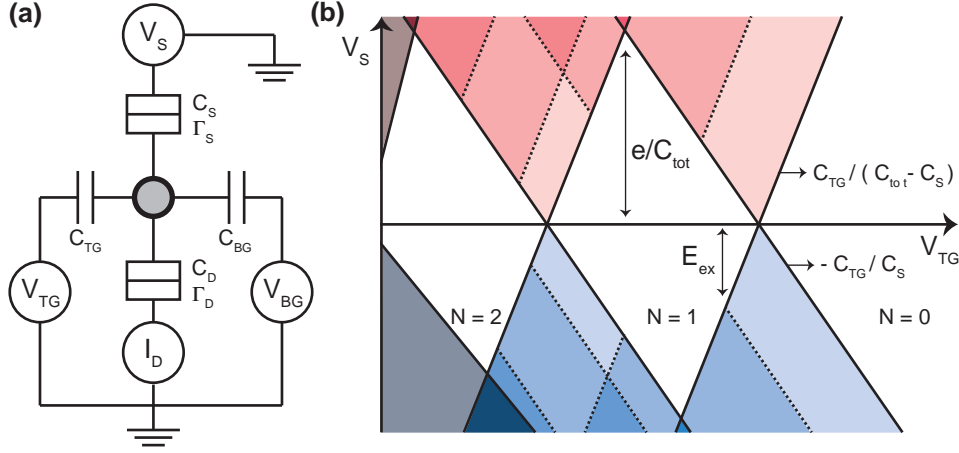 (a)
V_S
C_S
Γ_S
C_TG
C_BG
C_D
Γ_D
V_TG
V_BG
I_D
(b)
V_S
e/C_tot
C_TG / ( C_tot - C_S )
V_TG
E_ex
- C_TG / C_S
N = 2
N = 1
N = 0